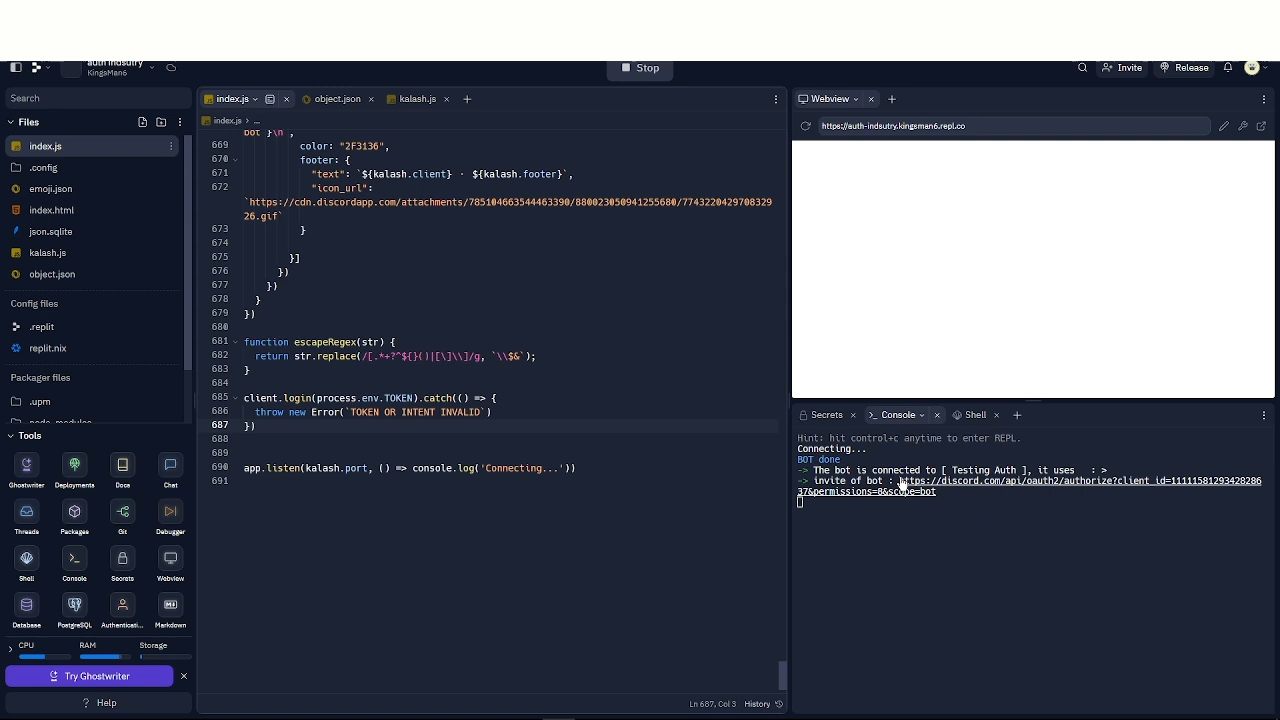 auth indsutry
KingsMan6
Stop
Invite
Release
Search
Files
index.js
.config
emoji.json
index.html
json.sqlite
kalash.js
object.json
Config files
.replit
replit.nix
Packager files
.upm
node_modules
Tools
Ghostwriter
Deployments
Docs
Chat
Threads
Packages
Git
Debugger
Shell
Console
Secrets
Webview
Database
PostgreSQL
Authenticati...
Markdown
CPU
RAM
Storage
Try Ghostwriter
? Help
index.js
object.json
kalash.js
index.js > ...
bot }\n`,
669 color: "2F3136",
670 footer: {
671 "text": `${kalash.client} · ${kalash.footer}`,
672 "icon_url":
`https://cdn.discordapp.com/attachments/785104663544463390/880023050941255680/7743220429708329
26.gif`
673 }
674
675 }]
676 })
677 })
678 }
679 })
680
681 function escapeRegex(str) {
682 return str.replace(/[.*+?^${}()|[\]\\]/g, `\\$&`);
683 }
684
685 client.login(process.env.TOKEN).catch(() => {
686 throw new Error(`TOKEN OR INTENT INVALID`)
687 })
688
689
690 app.listen(kalash.port, () => console.log('Connecting...'))
691
Ln 687, Col 3 History
Webview
https://auth-indsutry.kingsman6.repl.co
Secrets
>_ Console
Shell
Hint: hit control+c anytime to enter REPL.
Connecting...
BOT done
-> The bot is connected to [ Testing Auth ], it uses : >
-> invite of bot : https://discord.com/api/oauth2/authorize?client_id=11111581293428286
37&permissions=8&scope=bot